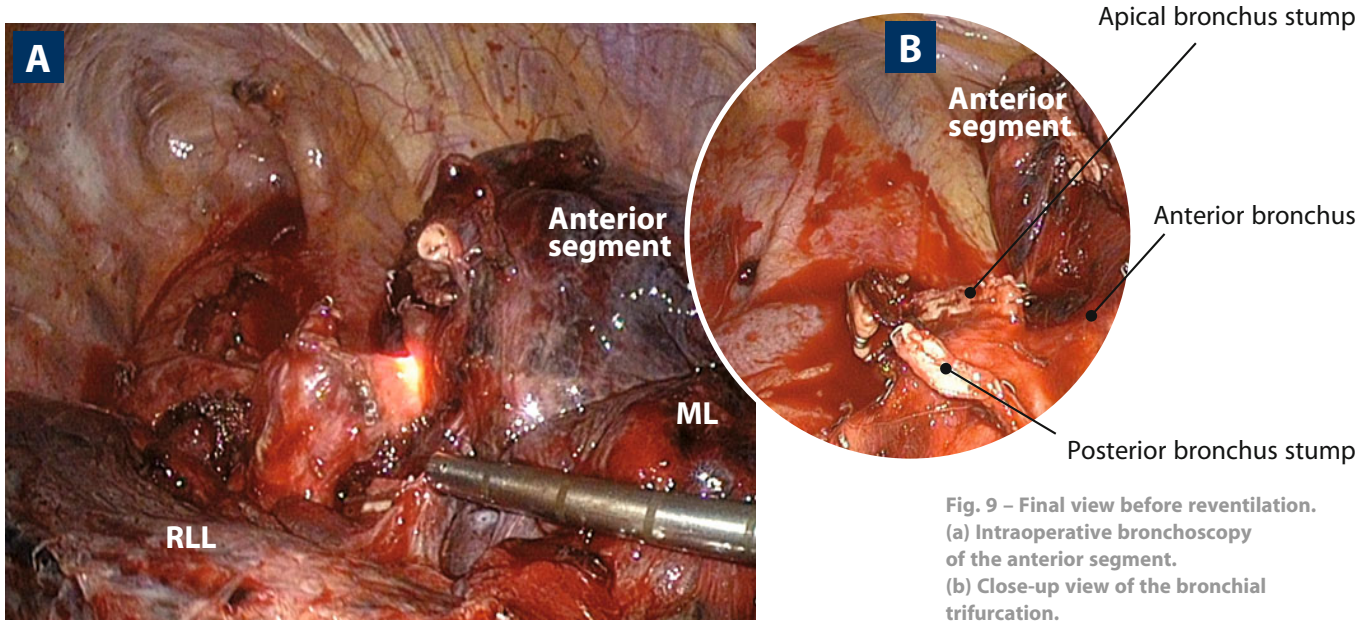 A
Anterior
segment
ML
RLL
B
Anterior
segment
Apical bronchus stump
Anterior bronchus
Posterior bronchus stump
Fig. 9 – Final view before reventilation.
(a) Intraoperative bronchoscopy
of the anterior segment.
(b) Close-up view of the bronchial
trifurcation.